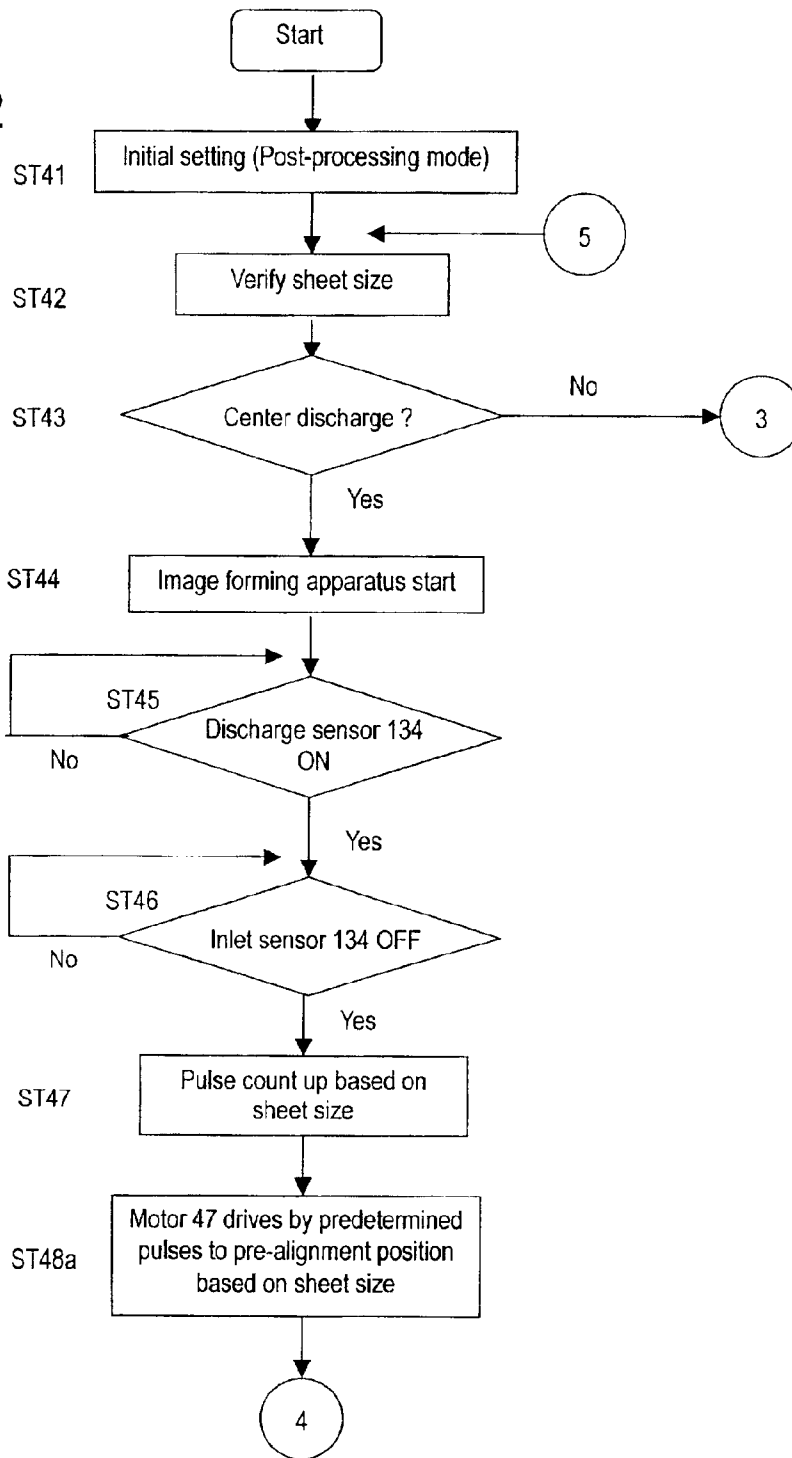 Start
2
Initial setting (Post-processing mode)
ST41
5
Verify sheet size
ST42
No
ST43
Center discharge ?
3
Yes
ST44
Image forming apparatus start
ST45
Discharge sensor 134
ON
No
Yes
ST46
Inlet sensor 134 OFF
No
Yes
Pulse count up based on
sheet size
ST47
Motor 47 drives by predetermined
pulses to pre-alignment position
based on sheet size
ST48a
4